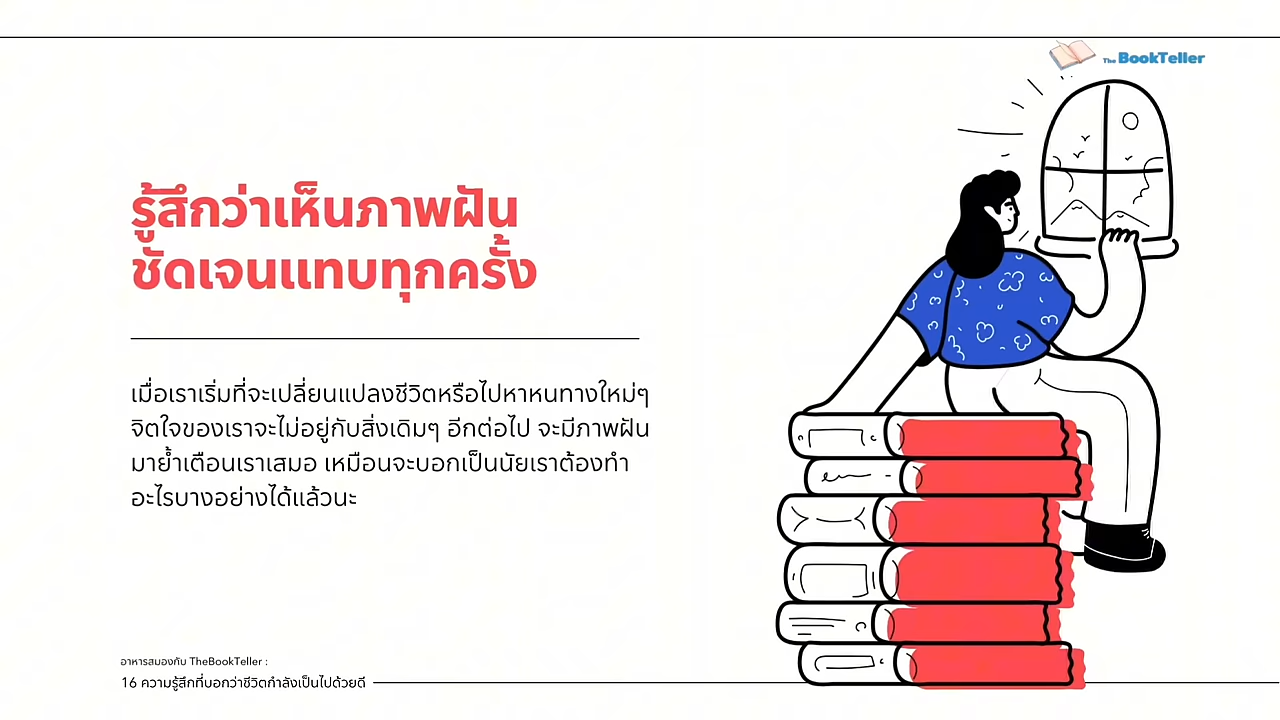 The BookTeller
รู้สึกว่าเห็นภาพฝัน
ชัดเจนแทบทุกครั้ง
เมื่อเราเริ่มที่จะเปลี่ยนแปลงชีวิตหรือไปหาหนทางใหม่ๆ
จิตใจของเราจะไม่อยู่กับสิ่งเดิมๆ อีกต่อไป จะมีภาพฝัน
มาย้ำเตือนเราเสมอ เหมือนจะบอกเป็นนัยเราต้องทำ
อะไรบางอย่างได้แล้วนะ
อาหารสมองกับ TheBookTeller :
16 ความรู้สึกที่บอกว่าชีวิตกำลังเป็นไปด้วยดี